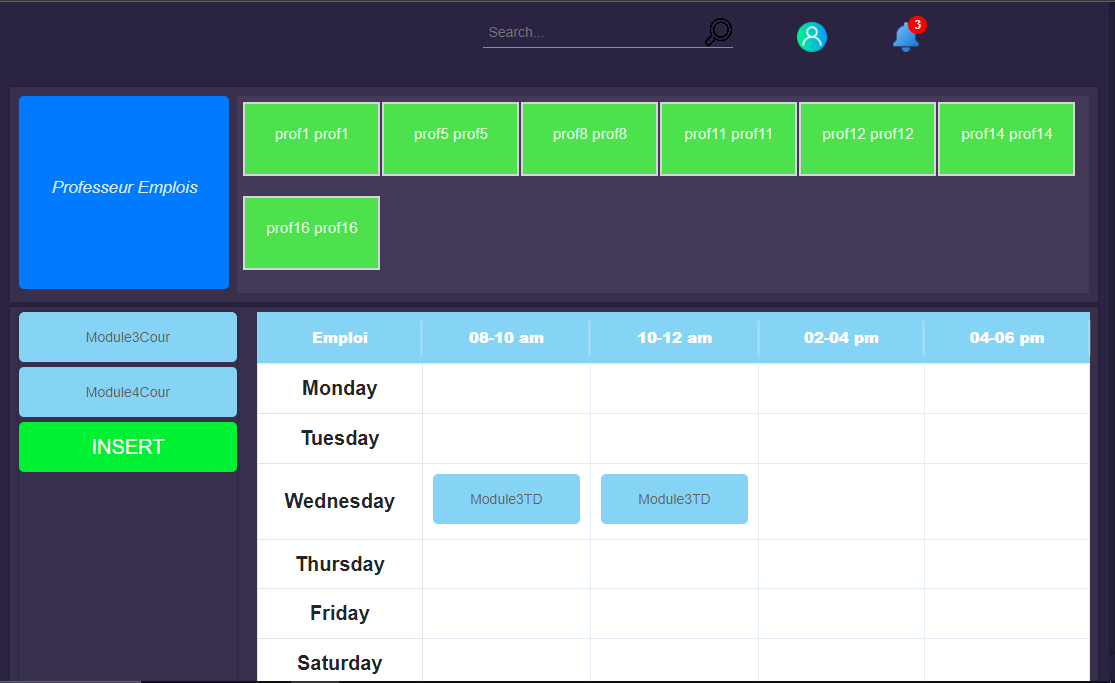 Search...
3
Professeur Emplois
prof1 prof1
prof5 prof5
prof8 prof8
prof11 prof11
prof12 prof12
prof14 prof14
prof16 prof16
Module3Cour
Module4Cour
INSERT
Emploi 08-10 am 10-12 am 02-04 pm 04-06 pm
Monday
Tuesday
Wednesday Module3TD Module3TD
Thursday
Friday
Saturday